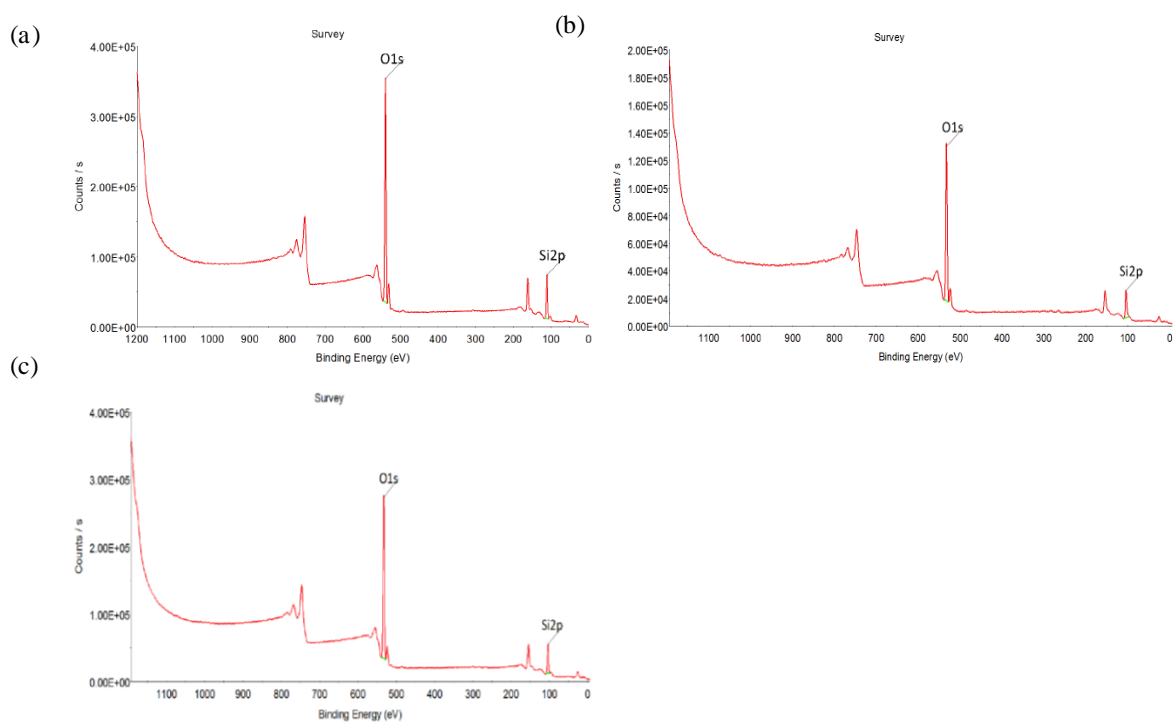 (a)
Survey
4.00E+05
3.00E+05
2.00E+05
1.00E+05
0.00E+00
Counts / s
O1s
Si2p
1200 1100 1000 900 800 700 600 500 400 300 200 100 0
Binding Energy (eV)
(b)
Survey
2.00E+05
1.80E+05
1.60E+05
1.40E+05
1.20E+05
1.00E+05
8.00E+04
6.00E+04
4.00E+04
2.00E+04
0.00E+00
Counts / s
O1s
Si2p
1100 1000 900 800 700 600 500 400 300 200 100 0
Binding Energy (eV)
(c)
Survey
4.00E+05
3.00E+05
2.00E+05
1.00E+05
0.00E+00
Counts / s
O1s
Si2p
1100 1000 900 800 700 600 500 400 300 200 100 0
Binding Energy (eV)